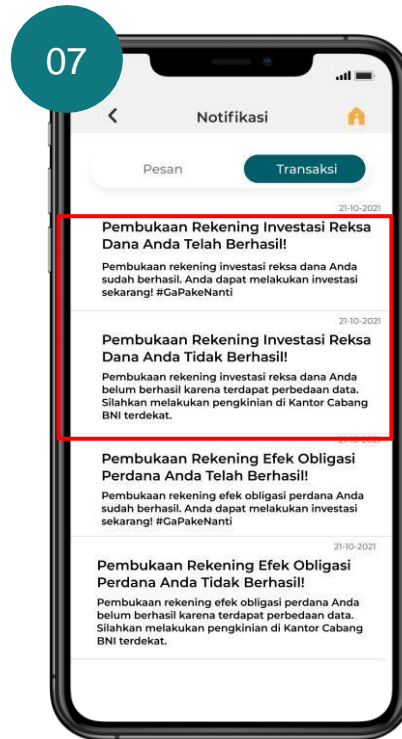 07
Notifikasi
Pesan
Transaksi
21-10-2021
Pembukaan Rekening Investasi Reksa
Dana Anda Telah Berhasil!
Pembukaan rekening investasi reksa dana Anda
sudah berhasil. Anda dapat melakukan investasi
sekarang! #GaPakeNanti
21-10-2021
Pembukaan Rekening Investasi Reksa
Dana Anda Tidak Berhasil!
Pembukaan rekening investasi reksa dana Anda
belum berhasil karena terdapat perbedaan data.
Silahkan melakukan pengkinian di Kantor Cabang
BNI terdekat.
21-10-2021
Pembukaan Rekening Efek Obligasi
Perdana Anda Telah Berhasil!
Pembukaan rekening efek obligasi perdana Anda
sudah berhasil. Anda dapat melakukan investasi
sekarang! #GaPakeNanti
21-10-2021
Pembukaan Rekening Efek Obligasi
Perdana Anda Tidak Berhasil!
Pembukaan rekening efek obligasi perdana Anda
belum berhasil karena terdapat perbedaan data.
Silahkan melakukan pengkinian di Kantor Cabang
BNI terdekat.